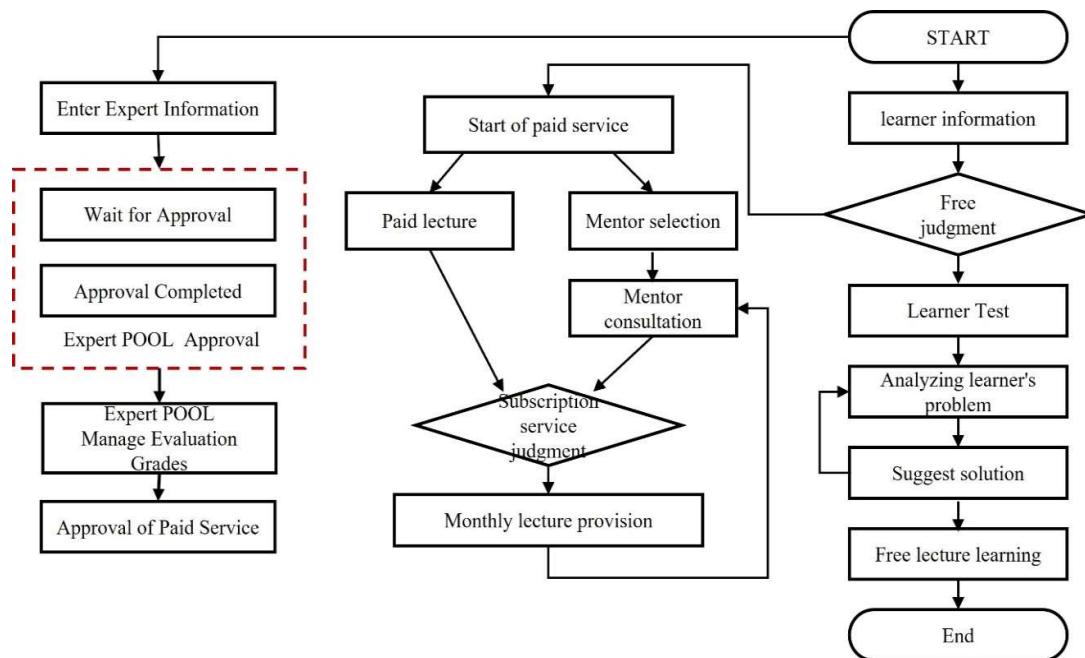 START
Enter Expert Information
Wait for Approval
Approval Completed
Expert POOL Approval
Expert POOL
Manage Evaluation
Grades
Approval of Paid Service
Start of paid service
Paid lecture
Mentor selection
Mentor
consultation
Subscription
service
judgment
Monthly lecture provision
learner information
Free
judgment
Learner Test
Analyzing learner's
problem
Suggest solution
Free lecture learning
End